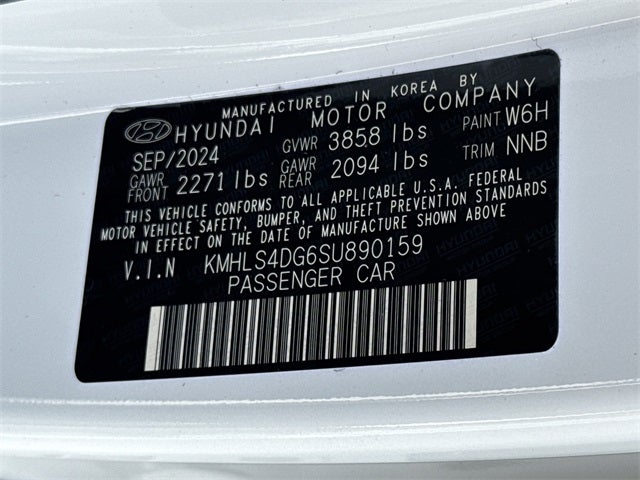 MANUFACTURED IN KOREA BY
HYUNDAI MOTOR COMPANY
SEP/2024 GVWR 3858 lbs PAINT W6H
GAWR FRONT 2271 lbs GAWR REAR 2094 lbs TRIM NNB
THIS VEHICLE CONFORMS TO ALL APPLICABLE U.S.A. FEDERAL
MOTOR VEHICLE SAFETY, BUMPER, AND THEFT PREVENTION STANDARDS
IN EFFECT ON THE DATE OF MANUFACTURE SHOWN ABOVE
V.I.N KMHLS4DG6SU890159
PASSENGER CAR